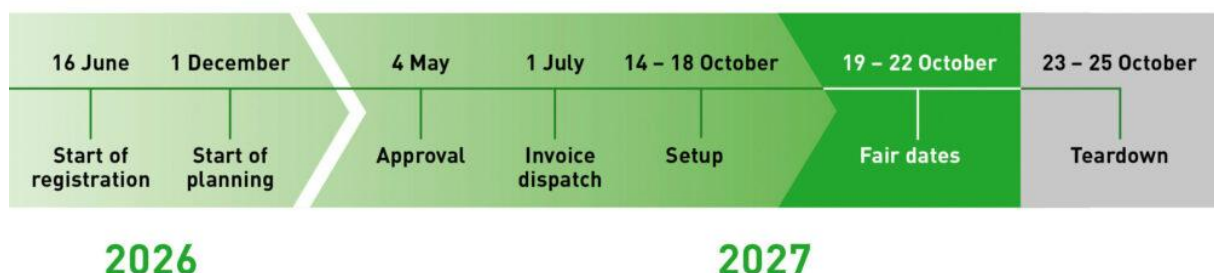 16 June 1 December 4 May 1 July 14 – 18 October 19 – 22 October 23 – 25 October
Start of registration
Start of planning
Approval
Invoice dispatch
Setup
Fair dates
Teardown
2026 2027